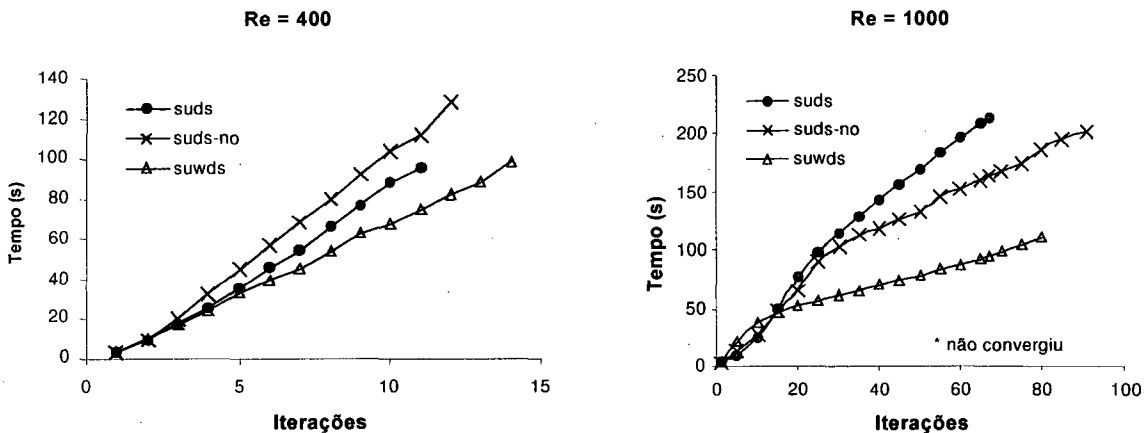 Re = 400
140
120
100
80
60
40
20
0
Tempo (s)
suds
suds-no
suwds
0
5
10
15
Iterações
Re = 1000
250
200
150
100
50
0
Tempo (s)
suds
suds-no
suwds
* não convergiu
0
20
40
60
80
100
Iterações